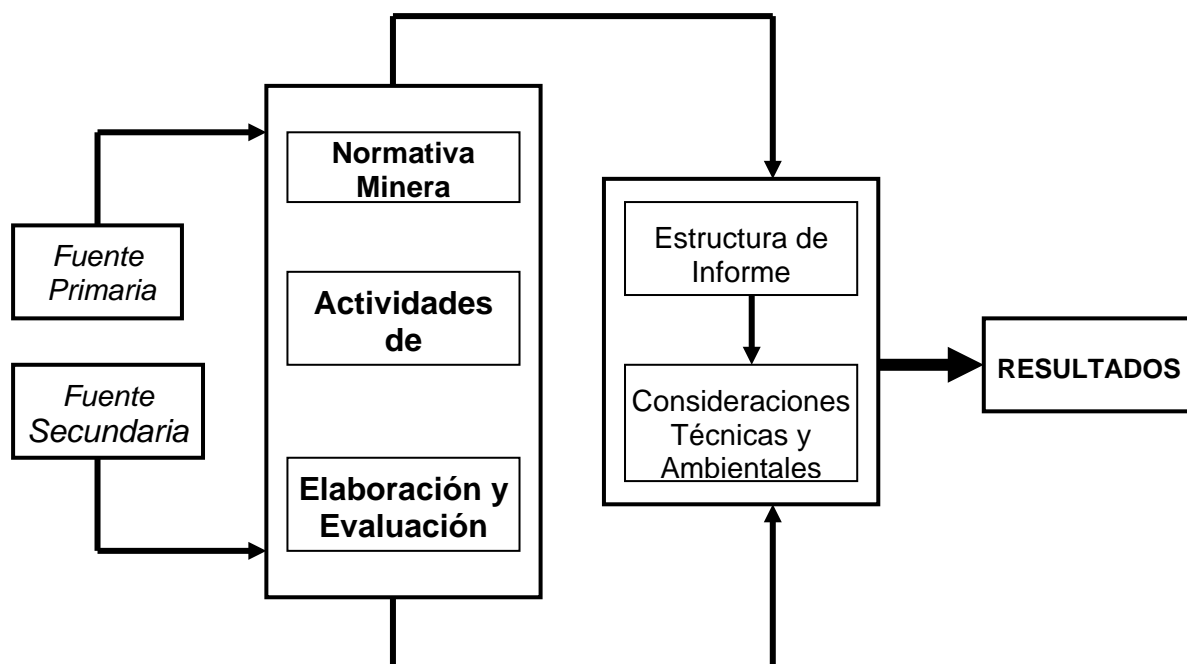 Fuente
Primaria
Fuente
Secundaria
Normativa
Minera
Actividades
de
Elaboración y
Evaluación
Estructura de
Informe
Consideraciones
Técnicas y
Ambientales
RESULTADOS